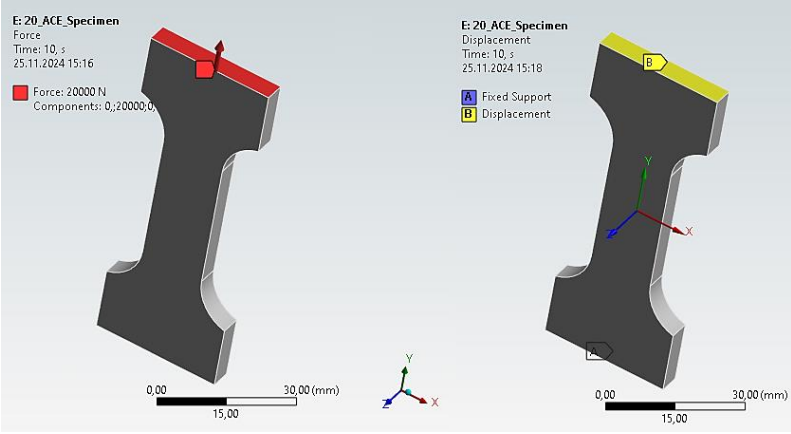 E: 20_ACE_Specimen
Force
Time: 10, s
25.11.2024 15:16
Force: 20000 N
Components: 0,;20000;0,
0,00
30,00 (mm)
15,00
Y
X
Z
E: 20_ACE_Specimen
Displacement
Time: 10, s
25.11.2024 15:18
A Fixed Support
B Displacement
B
Y
X
Z
A
0,00
30,00 (mm)
15,00